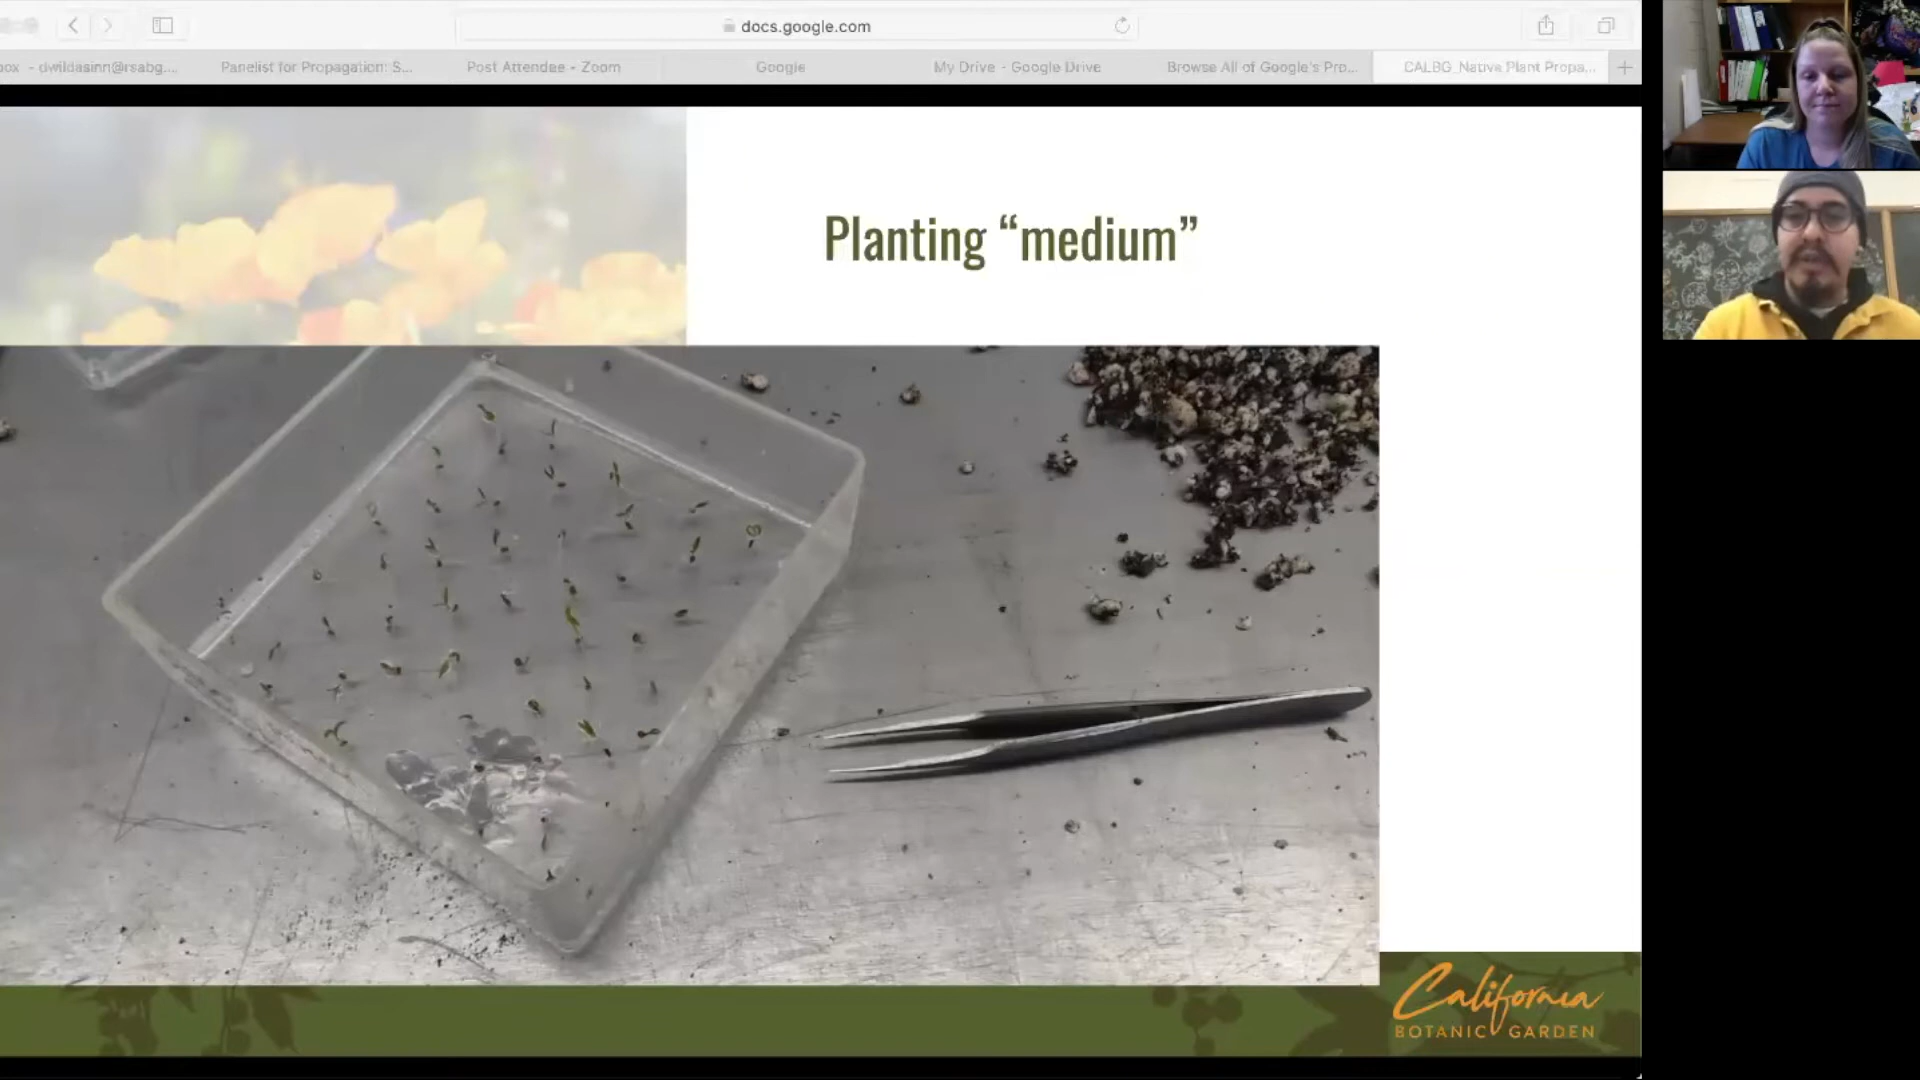 docs.google.com
box - dwildasinn@rsabg....
Panelist for Propagation: S...
Post Attendee - Zoom
Google
My Drive - Google Drive
Browse All of Google's Pro...
CALBG_Native Plant Propa...
Planting “medium”
California
BOTANIC GARDEN